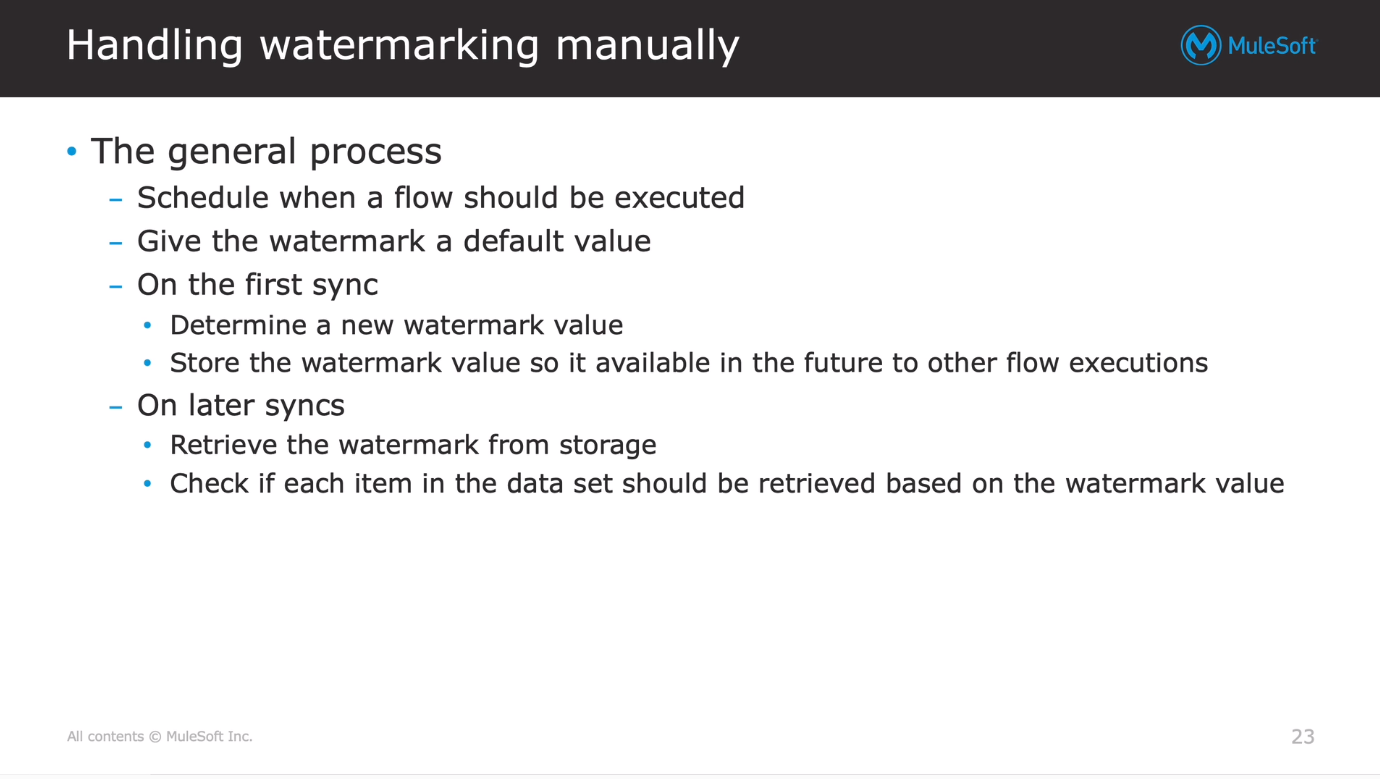 Handling watermarking manually
MuleSoft
• The general process
– Schedule when a flow should be executed
– Give the watermark a default value
– On the first sync
• Determine a new watermark value
• Store the watermark value so it available in the future to other flow executions
– On later syncs
• Retrieve the watermark from storage
• Check if each item in the data set should be retrieved based on the watermark value
All contents © MuleSoft Inc.
23